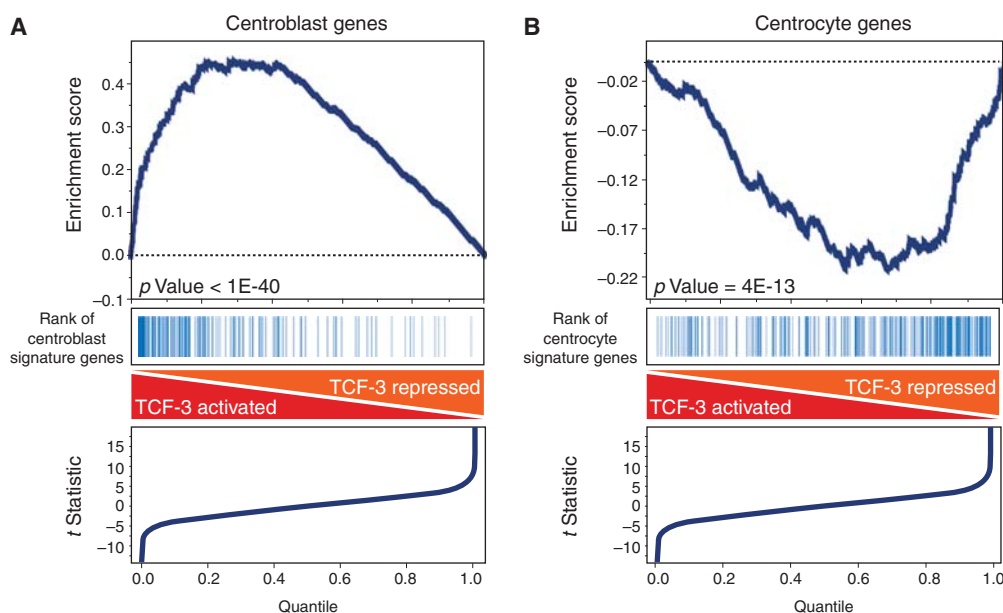 A
Centroblast genes
Enrichment score
0.4
0.3
0.2
0.1
0.0
–0.1
p Value < 1E-40
Rank of
centroblast
signature genes
TCF-3 repressed
TCF-3 activated
t Statistic
15
10
5
0
–5
–10
0.0 0.2 0.4 0.6 0.8 1.0
Quantile
B
Centrocyte genes
Enrichment score
–0.02
–0.07
–0.12
–0.17
–0.22
p Value = 4E-13
Rank of
centrocyte
signature genes
TCF-3 repressed
TCF-3 activated
t Statistic
15
10
5
0
–5
–10
0.0 0.2 0.4 0.6 0.8 1.0
Quantile